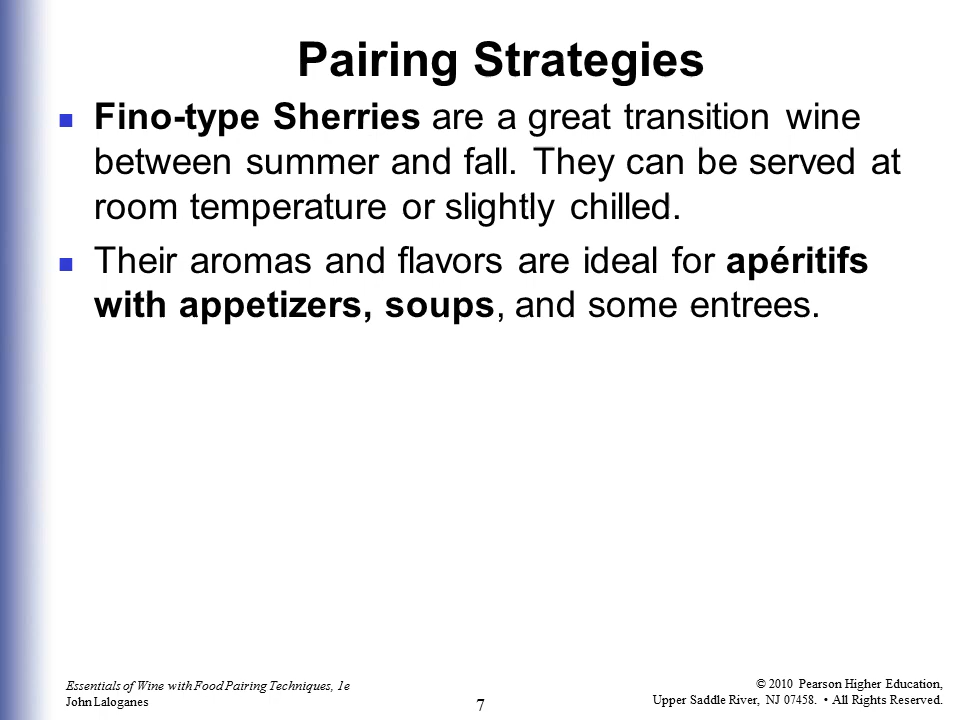 Pairing Strategies
Fino-type Sherries are a great transition wine
between summer and fall. They can be served at
room temperature or slightly chilled.
Their aromas and flavors are ideal for apéritifs
with appetizers, soups, and some entrees.
Essentials of Wine with Food Pairing Techniques, 1e
John Laloganes
7
© 2010 Pearson Higher Education,
Upper Saddle River, NJ 07458. • All Rights Reserved.